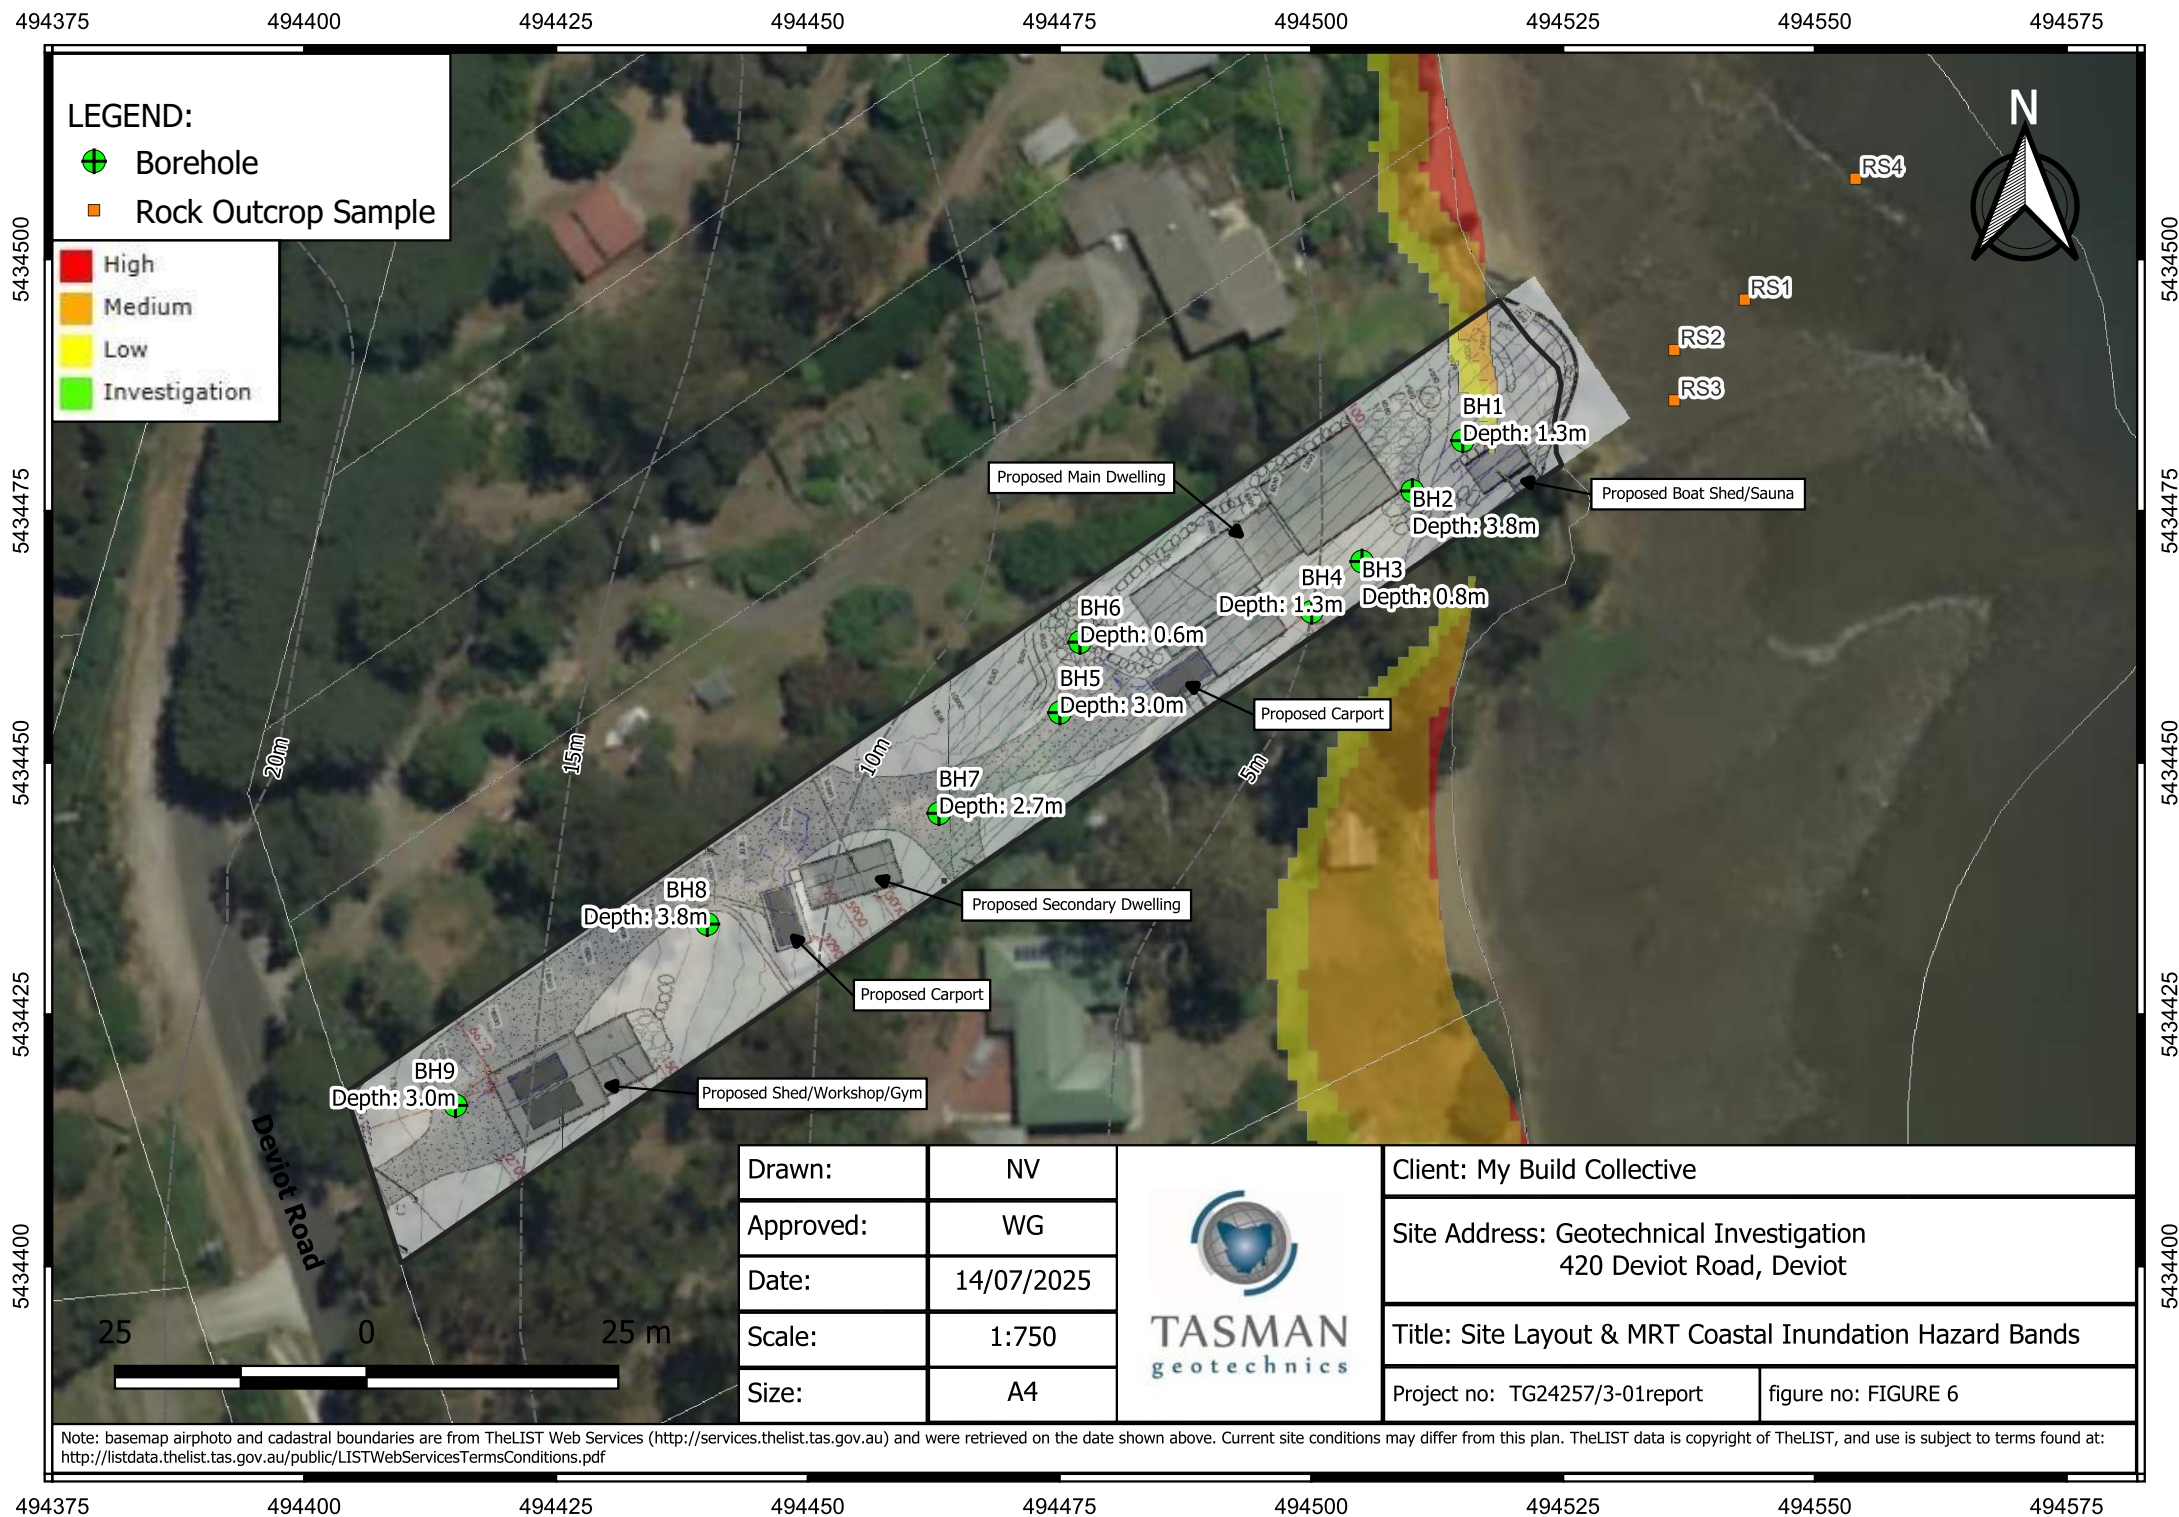 494375 494400 494425 494450 494475 494500 494525 494550 494575
LEGEND:
Borehole
Rock Outcrop Sample
High
Medium
Low
Investigation
N
5434500
5434475
5434450
5434425
5434400
5434500
5434475
5434450
5434425
5434400
RS4
RS1
RS2
RS3
BH1
Depth: 1.3m
Proposed Main Dwelling
Proposed Boat Shed/Sauna
BH2
Depth: 3.8m
BH3
Depth: 0.8m
BH4
Depth: 1.3m
BH6
Depth: 0.6m
BH5
Depth: 3.0m
Proposed Carport
20m
15m
10m
5m
BH7
Depth: 2.7m
BH8
Depth: 3.8m
Proposed Secondary Dwelling
Proposed Carport
BH9
Depth: 3.0m
Proposed Shed/Workshop/Gym
Deviot Road
25 0 25 m
Drawn: NV
Approved: WG
Date: 14/07/2025
Scale: 1:750
Size: A4
TASMAN
geotechnics
Client: My Build Collective
Site Address: Geotechnical Investigation
420 Deviot Road, Deviot
Title: Site Layout & MRT Coastal Inundation Hazard Bands
Project no: TG24257/3-01report
figure no: FIGURE 6
Note: basemap airphoto and cadastral boundaries are from TheLIST Web Services (http://services.thelist.tas.gov.au) and were retrieved on the date shown above. Current site conditions may differ from this plan. TheLIST data is copyright of TheLIST, and use is subject to terms found at:
http://listdata.thelist.tas.gov.au/public/LISTWebServicesTermsConditions.pdf
494375 494400 494425 494450 494475 494500 494525 494550 494575